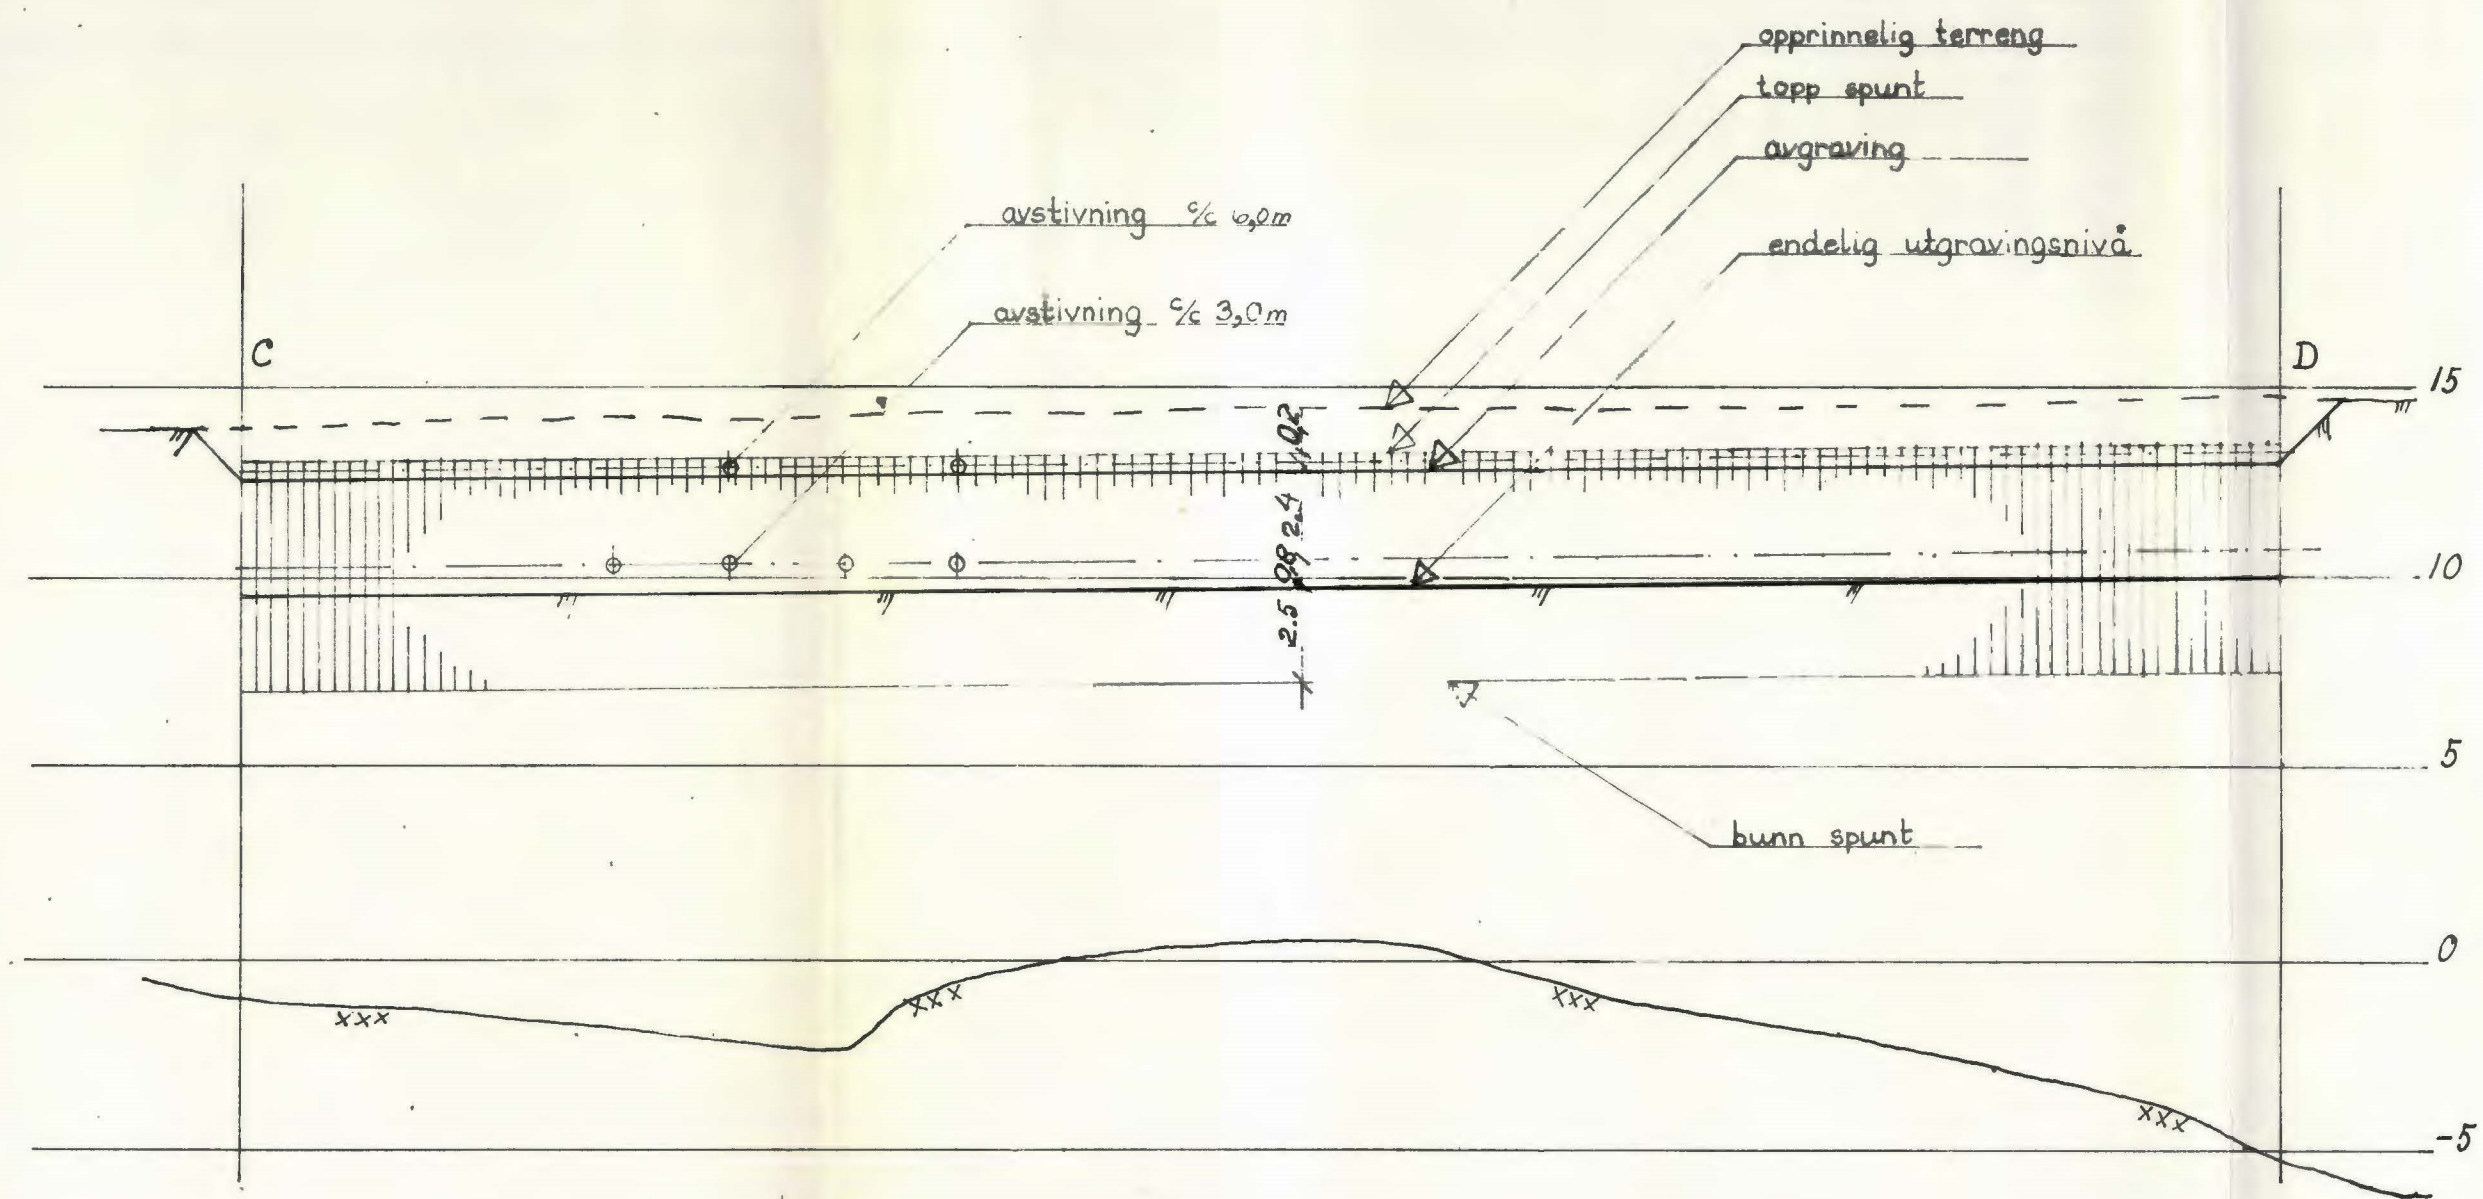 opprinnelig terreng
topp spunt
avgraving
endelig utgravingsnivå
avstivning c/c 6,0m
avstivning c/c 3,0m
C
D
15
0,2
2.4
0,8
10
2.5
5
bunn spunt
0
xxx
xxx
xxx
xxx
-5